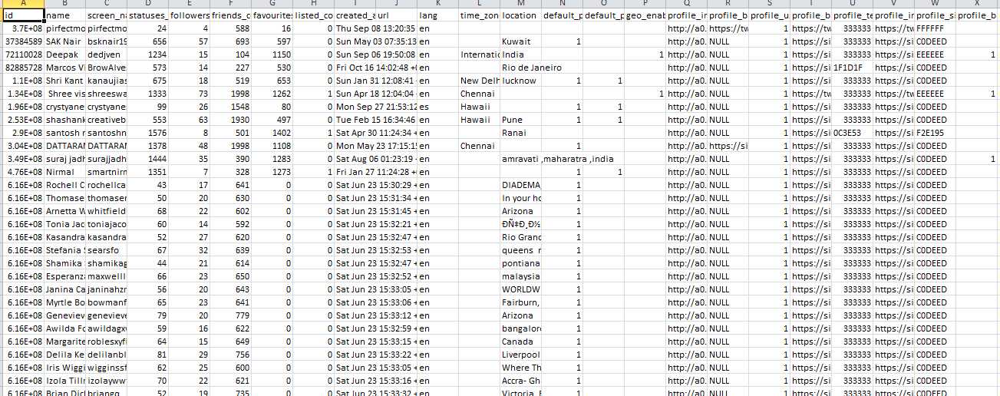 A B C D E F G H I J K L M N O P Q R S T U V W X
id name screen_na statuses_ followers friends_c favourites listed_co created_a url lang time_zon location default_p default_p geo_enab profile_im profile_b profile_u profile_b profile_te profile_in profile_si profile_b
3.7E+08 pirfectmo pirfectmo 24 4 588 16 0 Thu Sep 08 13:20:35 en http://a0. https://tw 1 https://tw 333333 https://tw FFFFFF
37384589 SAK Nair bsknair19 656 57 693 597 0 Sun May 03 07:35:13 en Kuwait 1 http://a0. NULL 1 https://si 333333 https://si C0DEED
72110028 Deepak dedjven 1234 15 104 1150 0 Sun Sep 06 19:50:08 en Internatio India 1 http://a0. NULL 1 https://si 333333 https://si EEEEEE 1
82885728 Marcos Vi BrowAlve 573 14 227 530 0 Fri Oct 16 14:02:48 +0 en Rio de Janeiro http://a0. NULL 1 https://si 1F1D1F https://si C0DEED
1.1E+08 Shri Kant kanaujias 675 18 519 653 0 Sun Jan 31 12:08:41 en New Delh lucknow 1 1 http://a0. NULL 1 https://si 333333 https://si C0DEED
1.34E+08 Shree vis shreeswa 1333 73 1998 1262 1 Sun Apr 18 12:04:04 en Chennai 1 http://a0. NULL 1 https://tw 333333 https://tw EEEEEE 1
1.96E+08 crystyane crystyane 99 26 1548 80 0 Mon Sep 27 21:53:12 es Hawaii 1 1 http://a0. NULL 1 https://si 333333 https://si C0DEED
2.53E+08 shashank creativeb 553 63 1930 497 0 Tue Feb 15 16:34:46 en Hawaii Pune 1 1 http://a0. NULL 1 https://si 333333 https://si C0DEED
2.9E+08 santosh r santoshn 1576 8 501 1402 1 Sat Apr 30 11:24:34 + en Ranai http://a0. NULL 1 https://si 0C3E53 https://si F2E195
3.04E+08 DATTARAM DATTARAM 1378 48 1998 1108 0 Mon May 23 17:15:15 en Chennai 1 http://a0. https://si 1 https://si 333333 https://si C0DEED
3.49E+08 suraj jadh surajjadh 1444 35 390 1283 0 Sat Aug 06 01:23:19 en amravati ,maharatra ,india http://a0. NULL 1 https://si 333333 https://si C0DEED 1
4.76E+08 Nirmal smartnirm 1351 7 328 1273 1 Fri Jan 27 11:24:28 + en 1 1 http://a0. NULL 1 https://si 333333 https://si C0DEED
6.16E+08 Rochell C rochellca 43 17 641 0 0 Sat Jun 23 15:30:29 + en DIADEMA, 1 http://a0. NULL 1 https://si 333333 https://si C0DEED
6.16E+08 Thomase thomaser 50 20 630 0 0 Sat Jun 23 15:31:34 + en In your ho 1 http://a0. NULL 1 https://si 333333 https://si C0DEED
6.16E+08 Arnetta W whitfield 68 22 602 0 0 Sat Jun 23 15:31:45 + en Arizona 1 http://a0. NULL 1 https://si 333333 https://si C0DEED
6.16E+08 Tonia Jac toniajaco 60 14 592 0 0 Sat Jun 23 15:32:21 + en ÐÑ‡Ð¸Ð½ 1 http://a0. NULL 1 https://si 333333 https://si C0DEED
6.16E+08 Kasandra kasandra 52 27 620 0 0 Sat Jun 23 15:32:47 + en Rio Grand 1 http://a0. NULL 1 https://si 333333 https://si C0DEED
6.16E+08 Stefania searsfo 67 32 639 0 0 Sat Jun 23 15:32:53 + en queens 1 http://a0. NULL 1 https://si 333333 https://si C0DEED
6.16E+08 Shamika shamikag 44 21 614 0 0 Sat Jun 23 15:32:47 + en pontiana 1 http://a0. NULL 1 https://si 333333 https://si C0DEED
6.16E+08 Esperanz maxwelll 66 23 650 0 0 Sat Jun 23 15:32:52 + en malaysia 1 http://a0. NULL 1 https://si 333333 https://si C0DEED
6.16E+08 Janina Ca janinahzr 56 20 643 0 0 Sat Jun 23 15:33:05 + en WORLDW 1 http://a0. NULL 1 https://si 333333 https://si C0DEED
6.16E+08 Myrtle Bo bowmanf 65 23 641 0 0 Sat Jun 23 15:33:06 + en Fairburn, 1 http://a0. NULL 1 https://si 333333 https://si C0DEED
6.16E+08 Geneviev genevieve 79 20 779 0 0 Sat Jun 23 15:33:12 + en Arizona 1 http://a0. NULL 1 https://si 333333 https://si C0DEED
6.16E+08 Awilda Fo awildagx 59 16 622 0 0 Sat Jun 23 15:32:59 + en bangalor 1 http://a0. NULL 1 https://si 333333 https://si C0DEED
6.16E+08 Margarite roblesxyfi 64 15 649 0 0 Sat Jun 23 15:33:15 + en Canada 1 http://a0. NULL 1 https://si 333333 https://si C0DEED
6.16E+08 Delila Ke delilanbl 81 29 756 0 0 Sat Jun 23 15:33:22 + en Liverpool 1 http://a0. NULL 1 https://si 333333 https://si C0DEED
6.16E+08 Iris Wiggi wigginssf 62 25 600 0 0 Sat Jun 23 15:33:05 + en Where Th 1 http://a0. NULL 1 https://si 333333 https://si C0DEED
6.16E+08 Izola Tillr izolayww 70 22 621 0 0 Sat Jun 23 15:33:16 + en Accra- Gh 1 http://a0. NULL 1 https://si 333333 https://si C0DEED
6.16E+08 Brian Dic briango 52 19 735 0 0 Sat Jun 23 15:33:32 + en Victoria, 1 http://a0. NULL 1 https://si 333333 https://si C0DEED